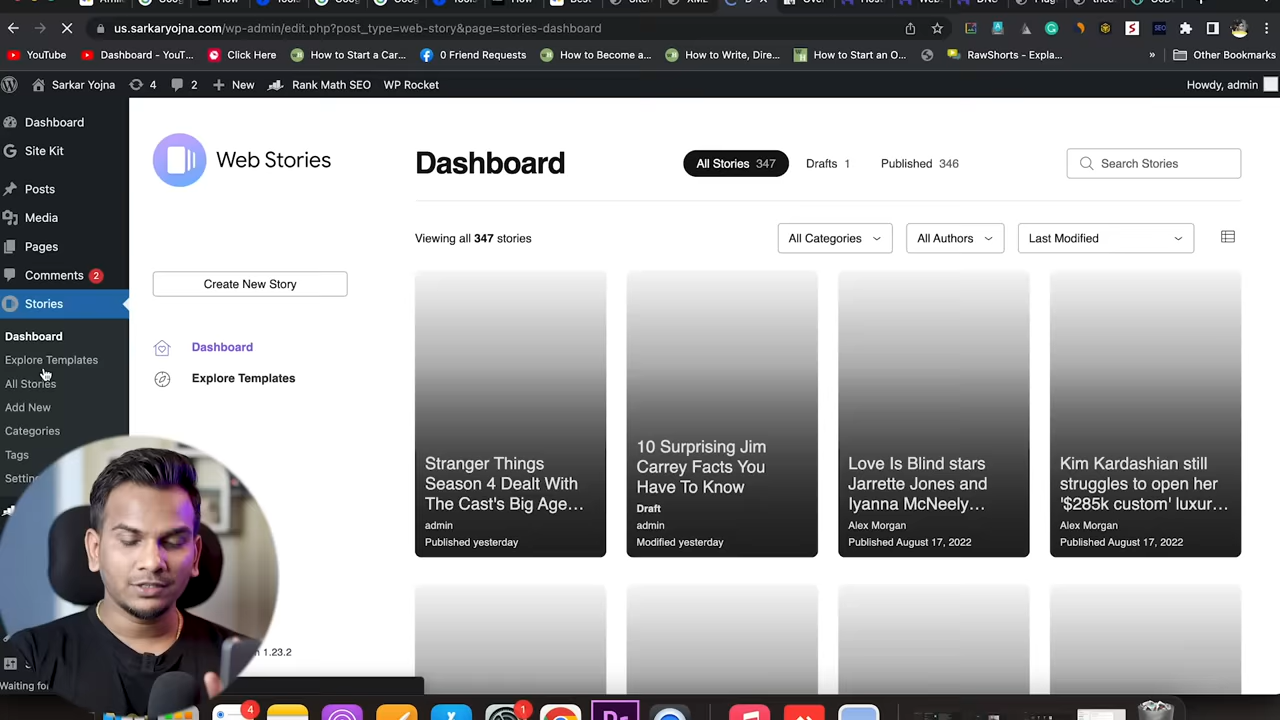 us.sarkaryojna.com/wp-admin/edit.php?post_type=web-story&page=stories-dashboard
YouTube
Dashboard - YouT...
Click Here
How to Start a Car...
0 Friend Requests
How to Become a...
How to Write, Dire...
How to Start an O...
RawShorts - Expla...
»
Other Bookmarks
Sarkar Yojna
4
2
+ New
Rank Math SEO
WP Rocket
Howdy, admin
Dashboard
Site Kit
Posts
Media
Pages
Comments 2
Stories
Dashboard
Explore Templates
All Stories
Add New
Categories
Tags
Web Stories
Create New Story
Dashboard
Explore Templates
1.23.2
Dashboard
All Stories 347
Drafts 1
Published 346
Search Stories
Viewing all 347 stories
All Categories
All Authors
Last Modified
Stranger Things
Season 4 Dealt With
The Cast's Big Age...
admin
Published yesterday
10 Surprising Jim
Carrey Facts You
Have To Know
Draft
admin
Modified yesterday
Love Is Blind stars
Jarrette Jones and
Iyanna McNeely...
Alex Morgan
Published August 17, 2022
Kim Kardashian still
struggles to open her
'$285k custom' luxur...
Alex Morgan
Published August 17, 2022
Waiting for
4
1
Pr